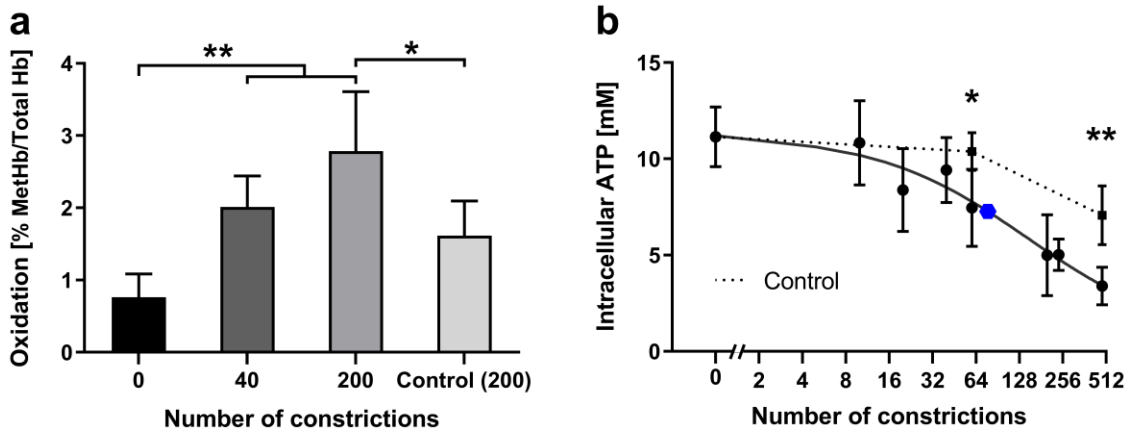 a
Oxidation [% MetHb/Total Hb]
4
3
2
1
0
**
*
0 40 200 Control (200)
Number of constrictions
b
Intracellular ATP [mM]
15
10
5
0
*
**
Control
0 2 4 8 16 32 64 128 256 512
Number of constrictions